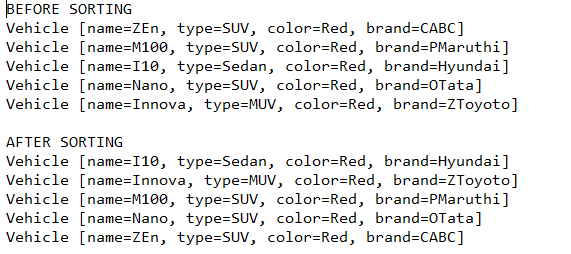 BEFORE SORTING
Vehicle [name=ZEn, type=SUV, color=Red, brand=CABC]
Vehicle [name=M100, type=SUV, color=Red, brand=PMaruthi]
Vehicle [name=I10, type=Sedan, color=Red, brand=Hyundai]
Vehicle [name=Nano, type=SUV, color=Red, brand=OTata]
Vehicle [name=Innova, type=MUV, color=Red, brand=ZToyoto]

AFTER SORTING
Vehicle [name=I10, type=Sedan, color=Red, brand=Hyundai]
Vehicle [name=Innova, type=MUV, color=Red, brand=ZToyoto]
Vehicle [name=M100, type=SUV, color=Red, brand=PMaruthi]
Vehicle [name=Nano, type=SUV, color=Red, brand=OTata]
Vehicle [name=ZEn, type=SUV, color=Red, brand=CABC]